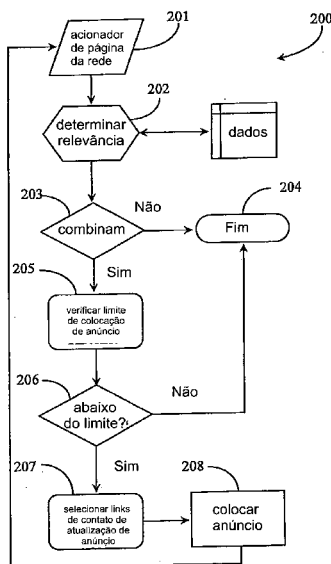 201
acionador
de página
da rede
200
202
determinar
relevância
dados
203
combinam
Não
204
Fim
Sim
205
verificar limite
de colocação
de anúncio
206
abaixo
do limite?
Não
Sim
207
selecionar links
de contato de
atualização de
anúncio
208
colocar
anúncio